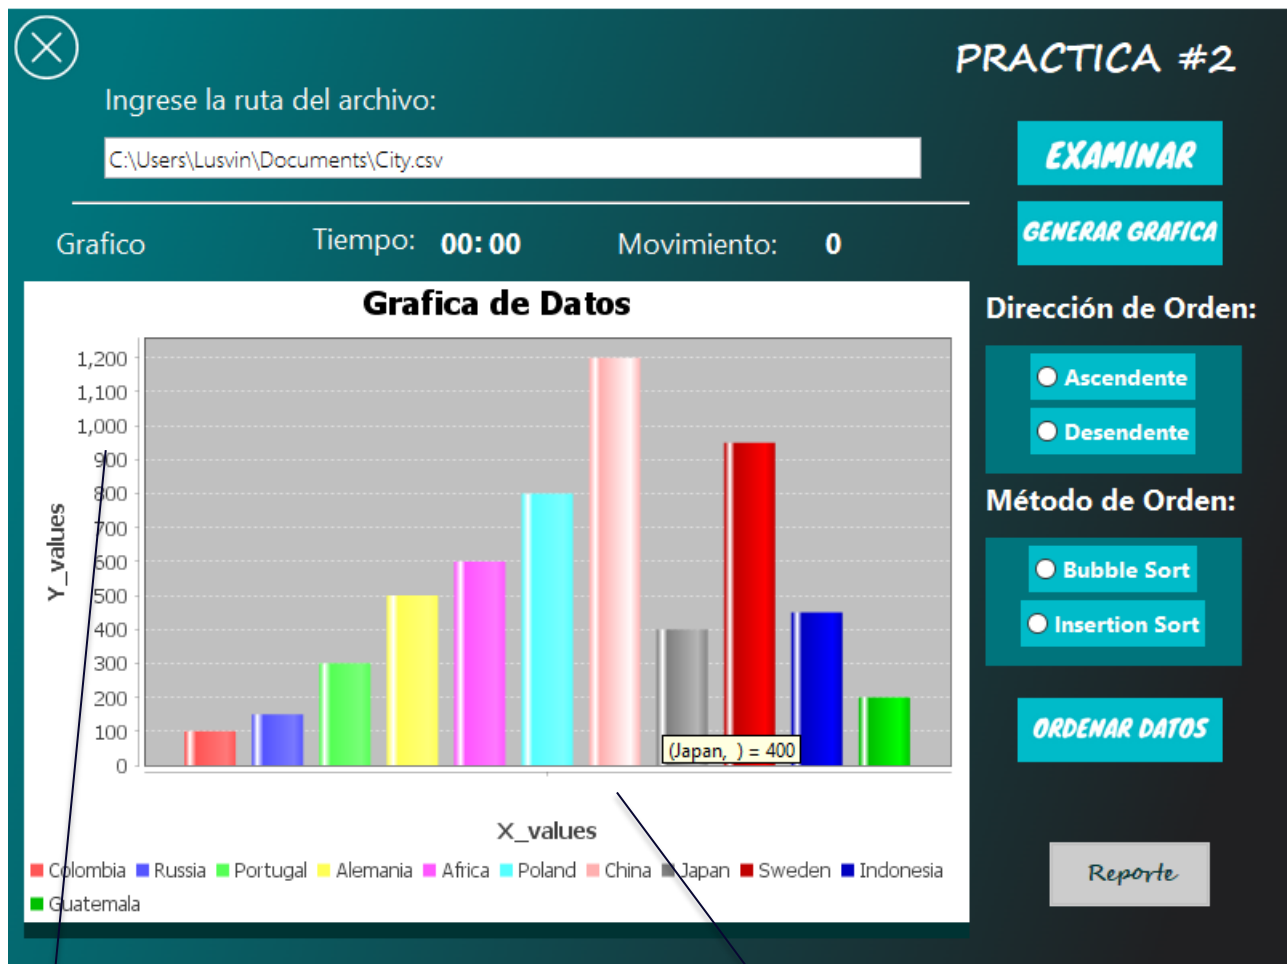 PRACTICA #2
Ingrese la ruta del archivo:
C:\Users\Lusvin\Documents\City.csv
EXAMINAR
GENERAR GRAFICA
Grafico
Tiempo: 00:00
Movimiento: 0
Grafica de Datos
Y_values
1,200
1,100
1,000
900
800
700
600
500
400
300
200
100
0
(Japan, ) = 400
X_values
Colombia Russia Portugal Alemania Africa Poland China Japan Sweden Indonesia
Guatemala
Dirección de Orden:
Ascendente
Desendente
Método de Orden:
Bubble Sort
Insertion Sort
ORDENAR DATOS
Reporte